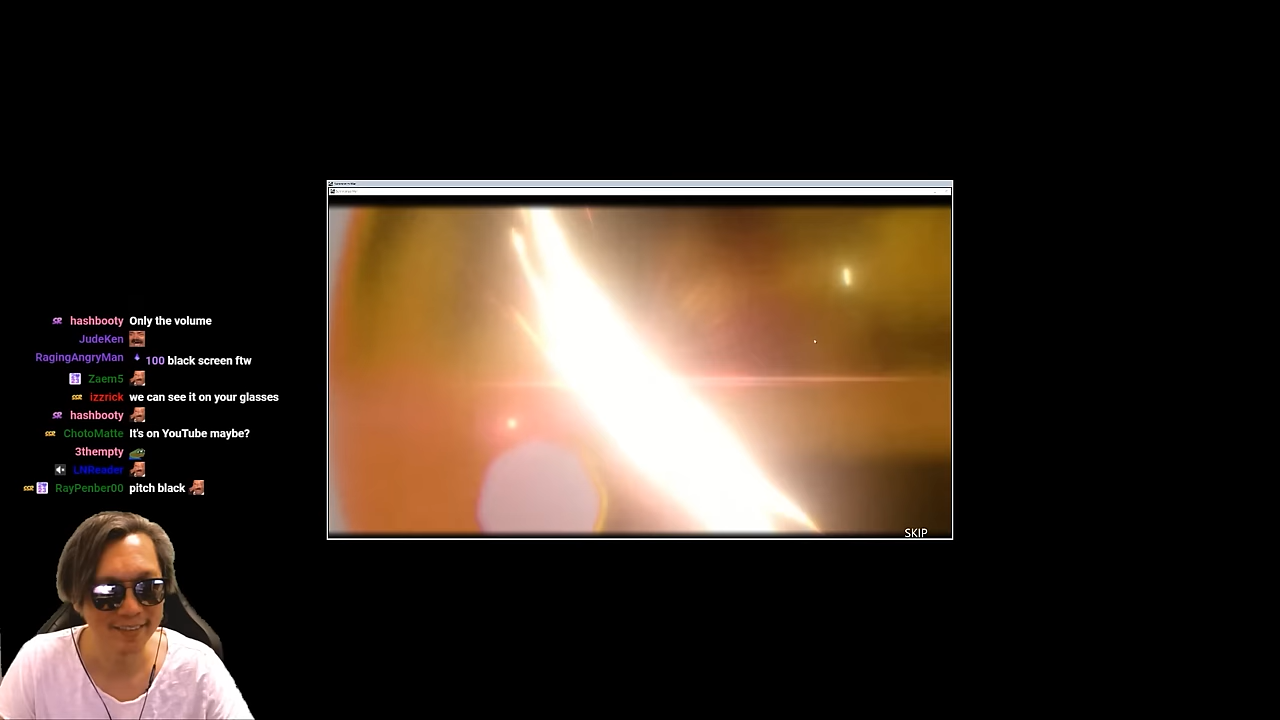 hashbooty Only the volume
JudeKen
RagingAngryMan 100 black screen ftw
Zaem5
izzrick we can see it on your glasses
hashbooty
ChotoMatte It's on YouTube maybe?
3thempty
LNReader
RayPenber00 pitch black
SKIP